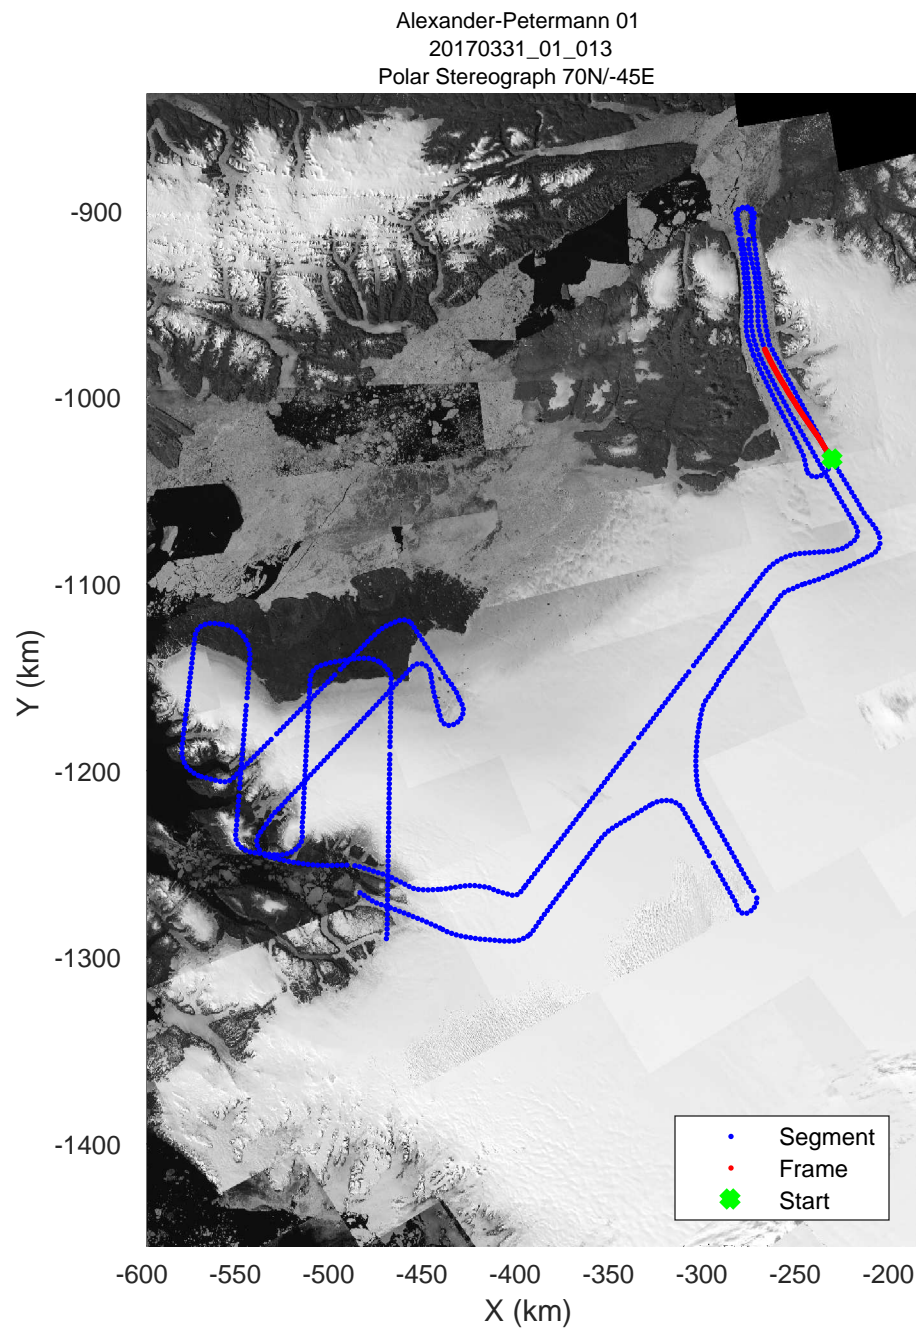 Alexander-Petermann 01
20170331_01_013
Polar Stereograph 70N/-45E
-900
-1000
-1100
-1200
-1300
-1400
Y (km)
Segment
Frame
Start
-600 -550 -500 -450 -400 -350 -300 -250 -200
X (km)